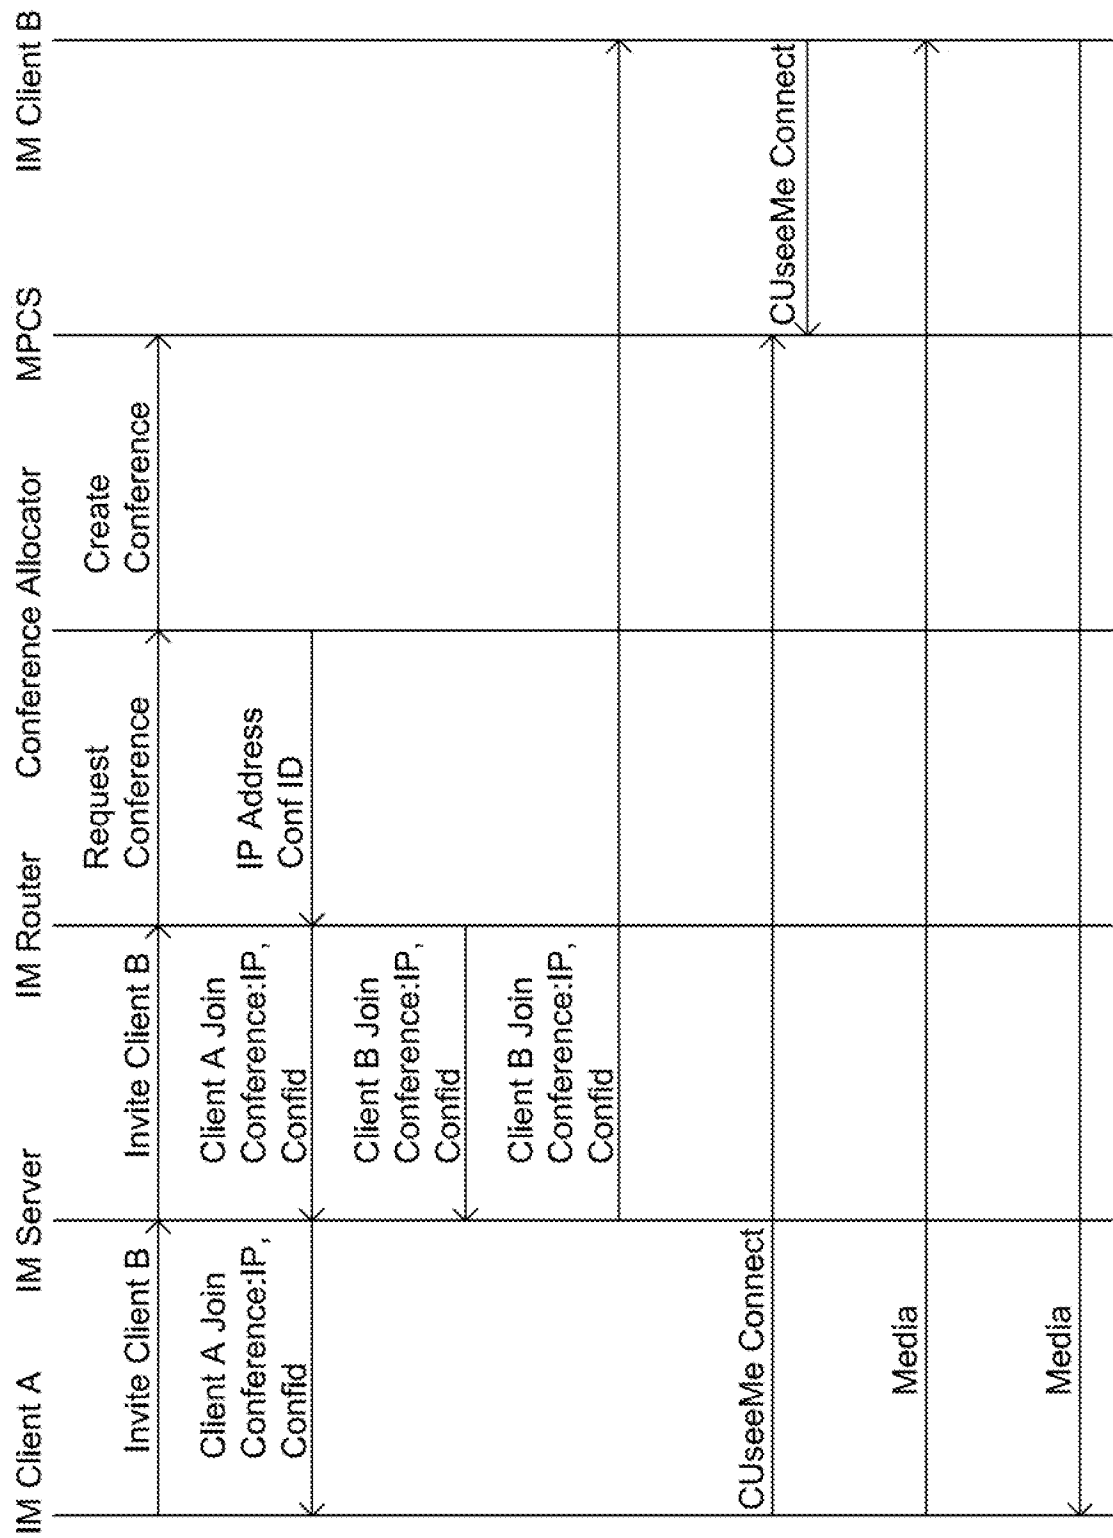 IM Client A
IM Server
IM Router
Conference Allocator
MPCS
IM Client B
Invite Client B
Invite Client B
Request
Conference
Create
Conference
Client A Join
Conference:IP,
Confid
Client A Join
Conference:IP,
Confid
IP Address
Conf ID
Client B Join
Conference:IP,
Confid
Client B Join
Conference:IP,
Confid
CUseeMe Connect
CUseeMe Connect
Media
Media